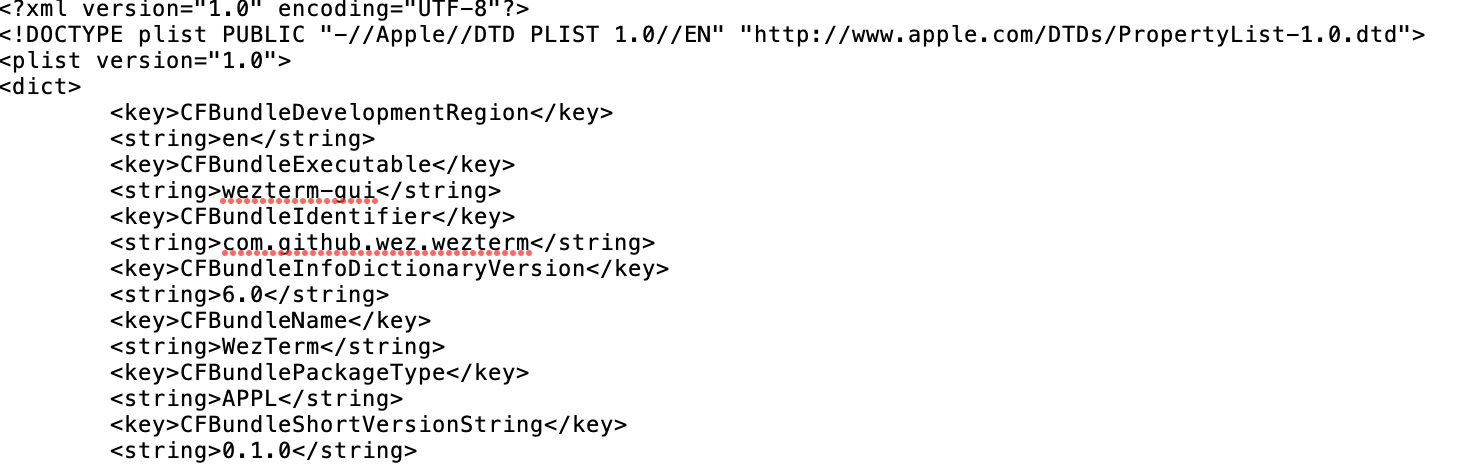 <?xml version="1.0" encoding="UTF-8"?>
<!DOCTYPE plist PUBLIC "-//Apple//DTD PLIST 1.0//EN" "http://www.apple.com/DTDs/PropertyList-1.0.dtd">
<plist version="1.0">
<dict>
	<key>CFBundleDevelopmentRegion</key>
	<string>en</string>
	<key>CFBundleExecutable</key>
	<string>wezterm-gui</string>
	<key>CFBundleIdentifier</key>
	<string>com.github.wez.wezterm</string>
	<key>CFBundleInfoDictionaryVersion</key>
	<string>6.0</string>
	<key>CFBundleName</key>
	<string>WezTerm</string>
	<key>CFBundlePackageType</key>
	<string>APPL</string>
	<key>CFBundleShortVersionString</key>
	<string>0.1.0</string>